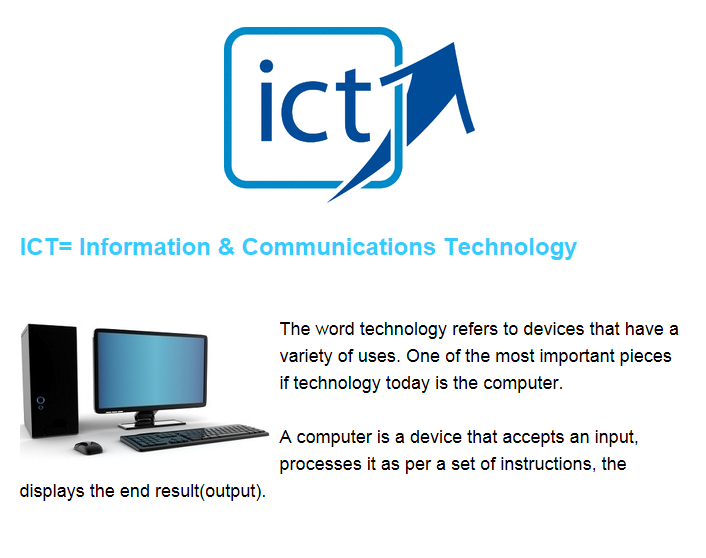 ict
ICT= Information & Communications Technology
The word technology refers to devices that have a
variety of uses. One of the most important pieces
if technology today is the computer.
A computer is a device that accepts an input,
processes it as per a set of instructions, the
displays the end result(output).